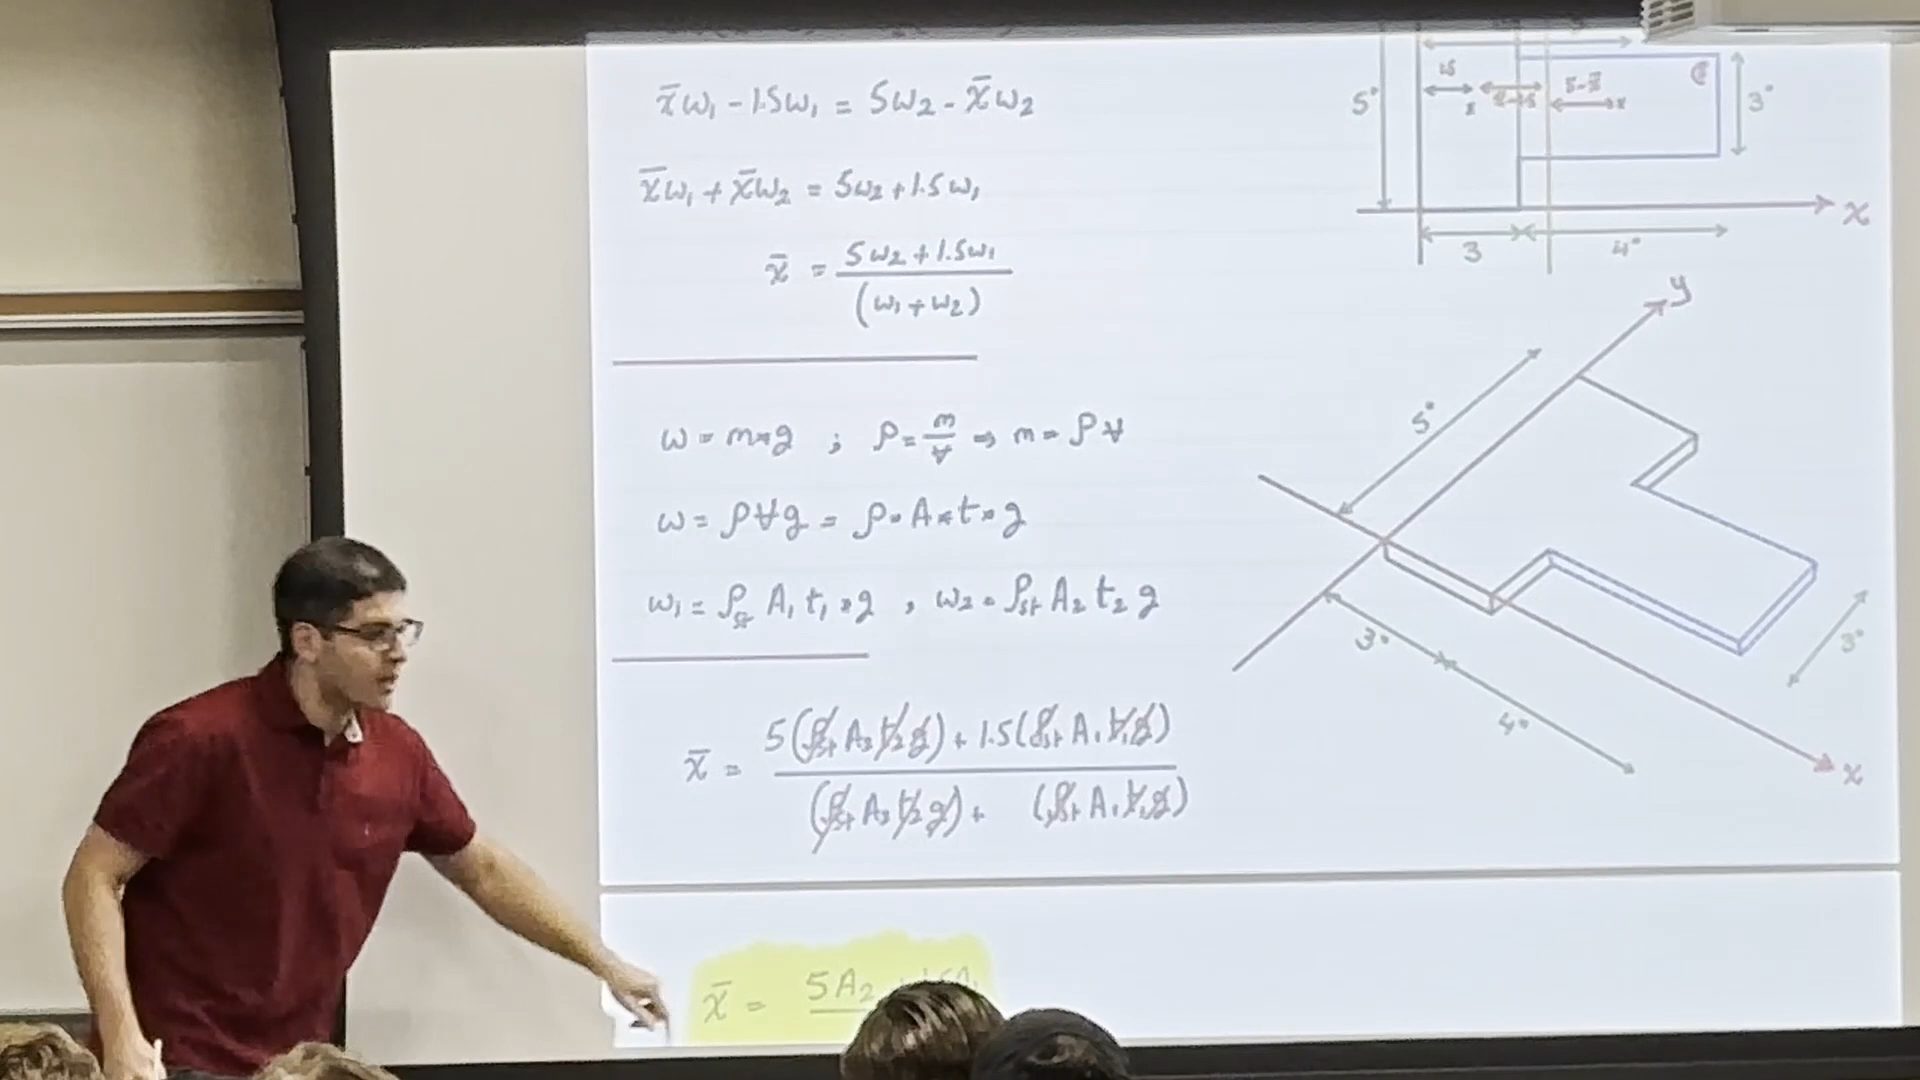 x̄w₁ - 1.5w₁ = 5w₂ - x̄w₂
x̄w₁ + x̄w₂ = 5w₂ + 1.5w₁
x̄ = 5w₂ + 1.5w₁ / (w₁ + w₂)
w = m*g ; ρ = m/V ⇒ m = ρV
w = ρVg = ρ*A*t*g
w₁ = ρst A₁ t₁ * g , w₂ = ρst A₂ t₂ g
x̄ = 5(ρst A₂ t₂ g) + 1.5(ρst A₁ t₁ g) / (ρst A₂ t₂ g) + (ρst A₁ t₁ g)
x̄ = 5A₂
5"
1.5
5-x̄
3"
x
3
4"
y
5"
3"
4"
3"
x